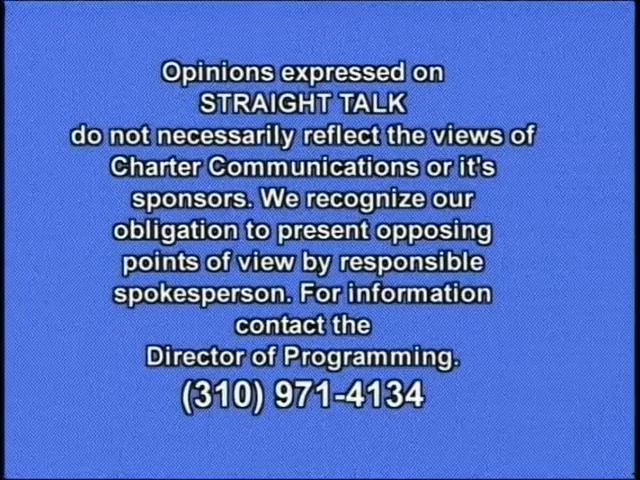 Opinions expressed on
STRAIGHT TALK
do not necessarily reflect the views of
Charter Communications or it's
sponsors. We recognize our
obligation to present opposing
points of view by responsible
spokesperson. For information
contact the
Director of Programming.
(310) 971-4134